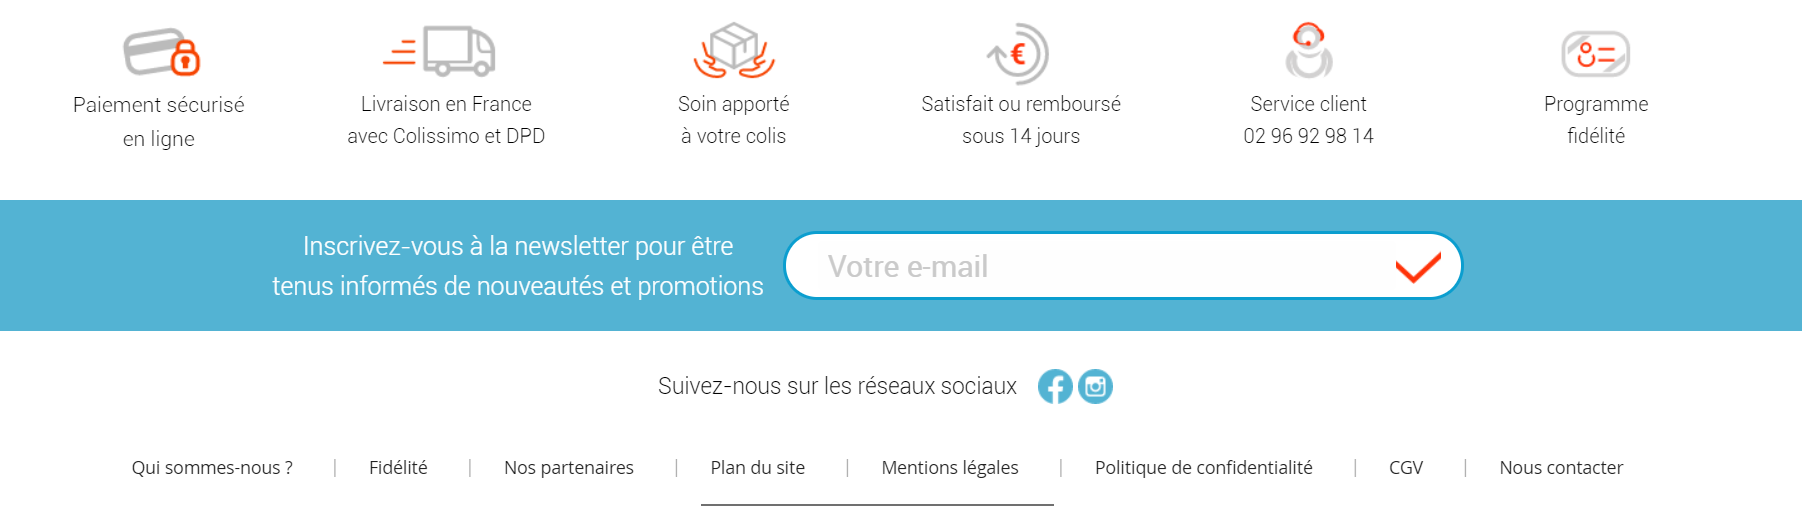 Paiement sécurisé
en ligne
Livraison en France
avec Colissimo et DPD
Soin apporté
à votre colis
€
Satisfait ou remboursé
sous 14 jours
Service client
02 96 92 98 14
Programme
fidélité
Inscrivez-vous à la newsletter pour être
tenus informés de nouveautés et promotions
Votre e-mail
Suivez-nous sur les réseaux sociaux
Qui sommes-nous ? | Fidélité | Nos partenaires | Plan du site | Mentions légales | Politique de confidentialité | CGV | Nous contacter